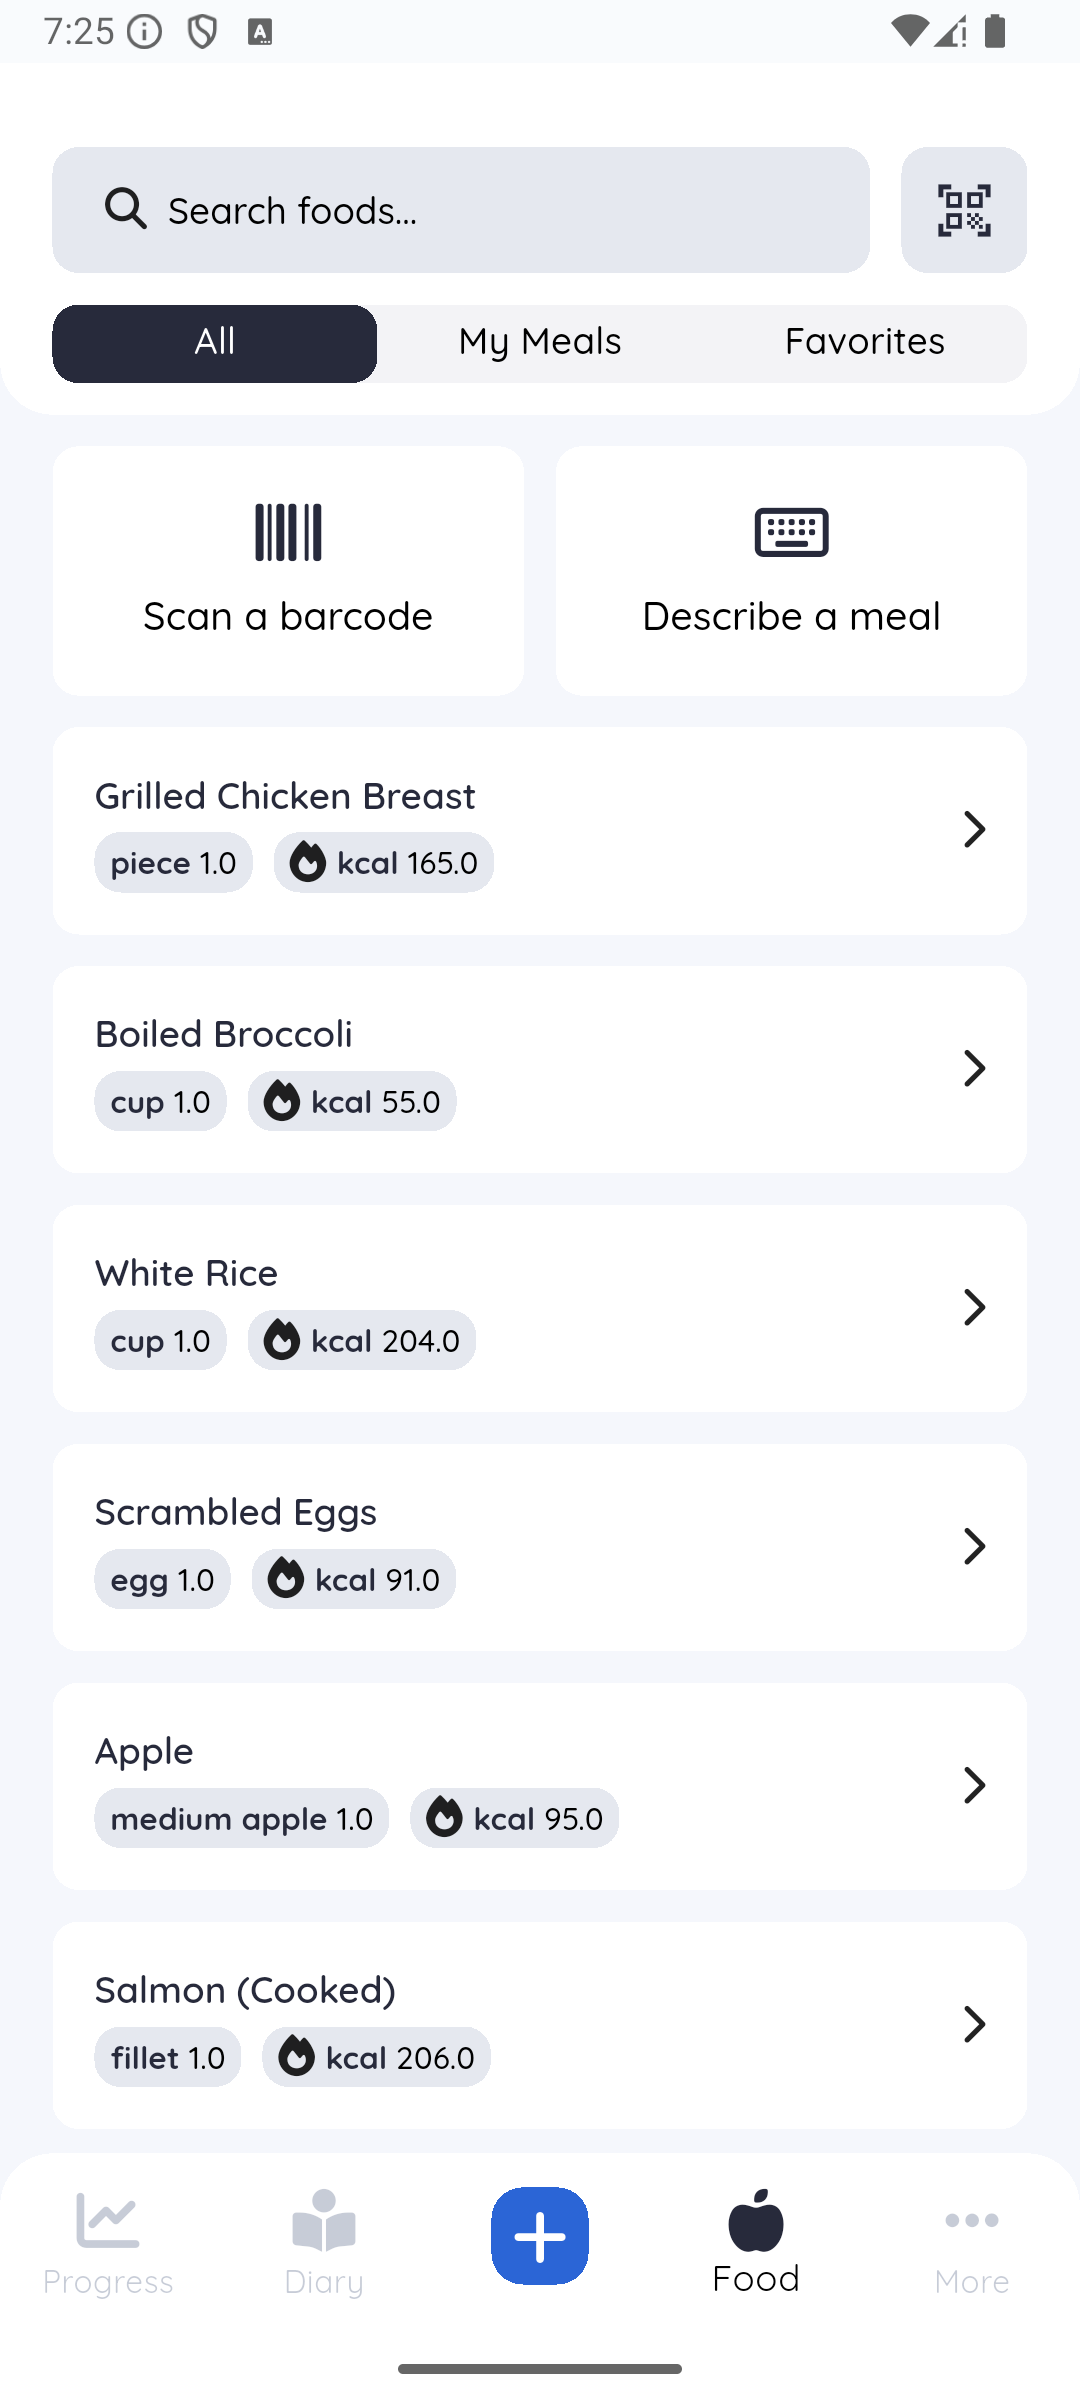 7:25
Search foods...
All My Meals Favorites
Scan a barcode
Describe a meal
Grilled Chicken Breast
piece 1.0 kcal 165.0
Boiled Broccoli
cup 1.0 kcal 55.0
White Rice
cup 1.0 kcal 204.0
Scrambled Eggs
egg 1.0 kcal 91.0
Apple
medium apple 1.0 kcal 95.0
Salmon (Cooked)
fillet 1.0 kcal 206.0
Progress Diary Food More